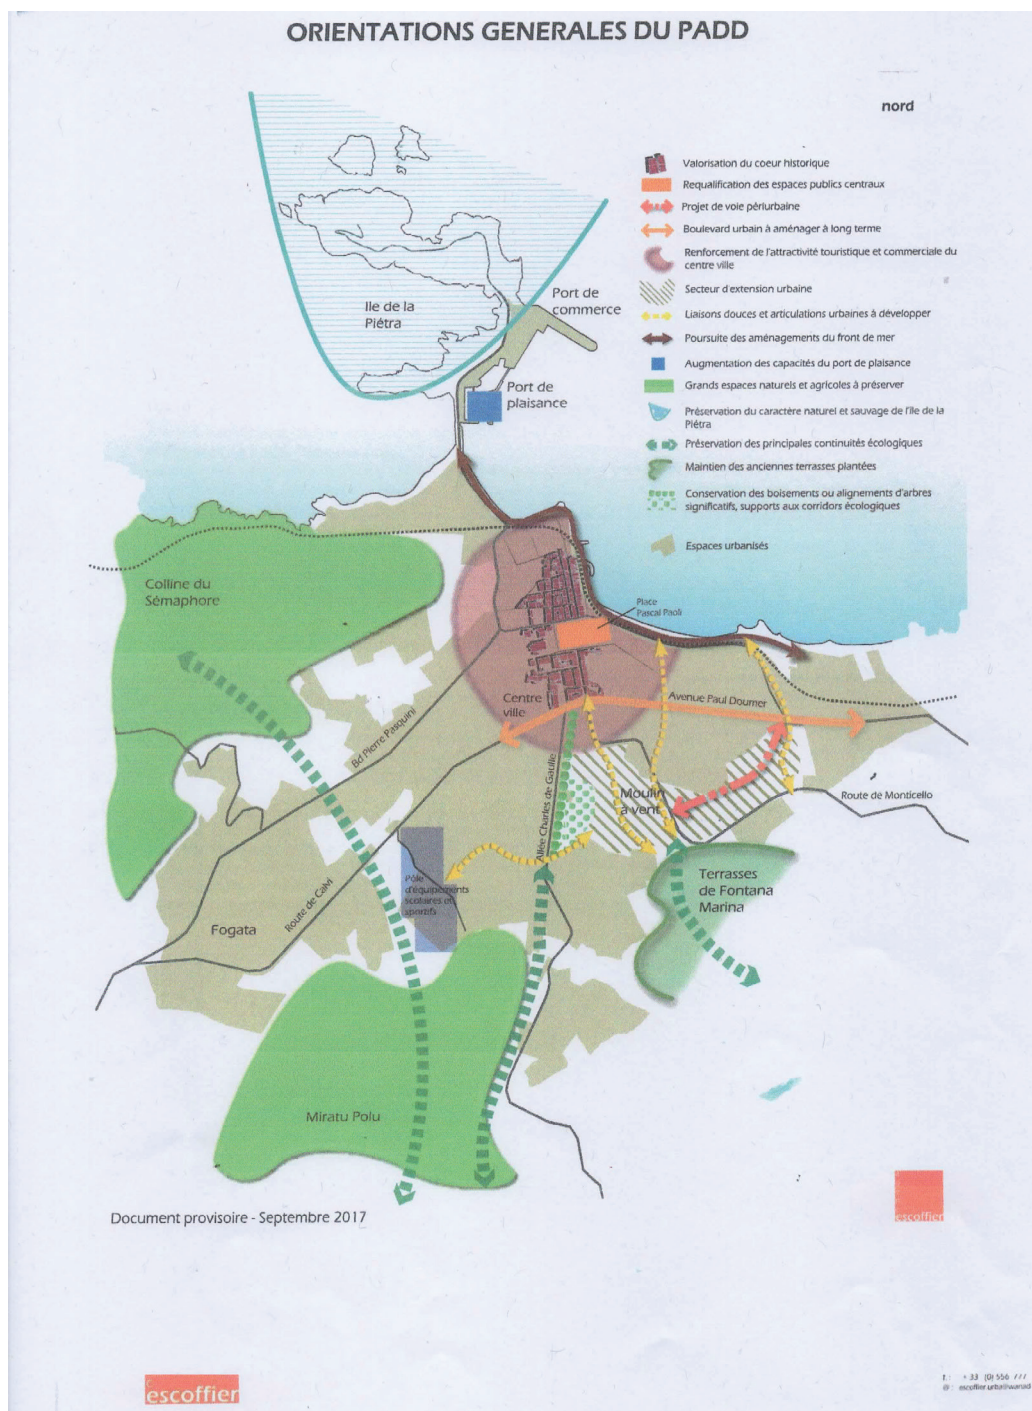 ORIENTATIONS GENERALES DU PADD
nord
Valorisation du coeur historique
Requalification des espaces publics centraux
Projet de voie périurbaine
Boulevard urbain à aménager à long terme
Renforcement de l'attractivité touristique et commerciale du
centre ville
Secteur d'extension urbaine
Liaisons douces et articulations urbaines à développer
Poursuite des aménagements du front de mer
Augmentation des capacités du port de plaisance
Grands espaces naturels et agricoles à préserver
Préservation du caractère naturel et sauvage de l'île de la
Piétra
Préservation des principales continuités écologiques
Maintien des anciennes terrasses plantées
Conservation des boisements ou alignements d'arbres
significatifs, supports aux corridors écologiques
Espaces urbanisés
Ile de la
Piétra
Port de
commerce
Port de
plaisance
Colline du
Sémaphore
Place
Pascal Paoli
Centre
ville
Avenue Paul Doumer
Bd Pierre Pasquini
Allée Charles de Gaulle
Moulin
à vent
Route de Monticello
Route de Calvi
Pôle
d'équipements
scolaires et
sportifs
Terrasses
de Fontana
Marina
Fogata
Miratu Polu
Document provisoire - Septembre 2017
escoffier
escoffier
t : + 33 (0) 556 777
@ : escoffier.urba@wanad